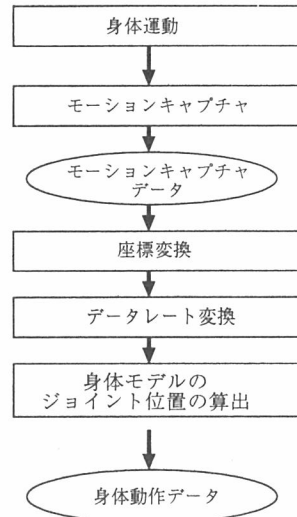 身体運動
モーションキャプチャ
モーションキャプチャ
データ
座標変換
データレート変換
身体モデルの
ジョイント位置の算出
身体動作データ